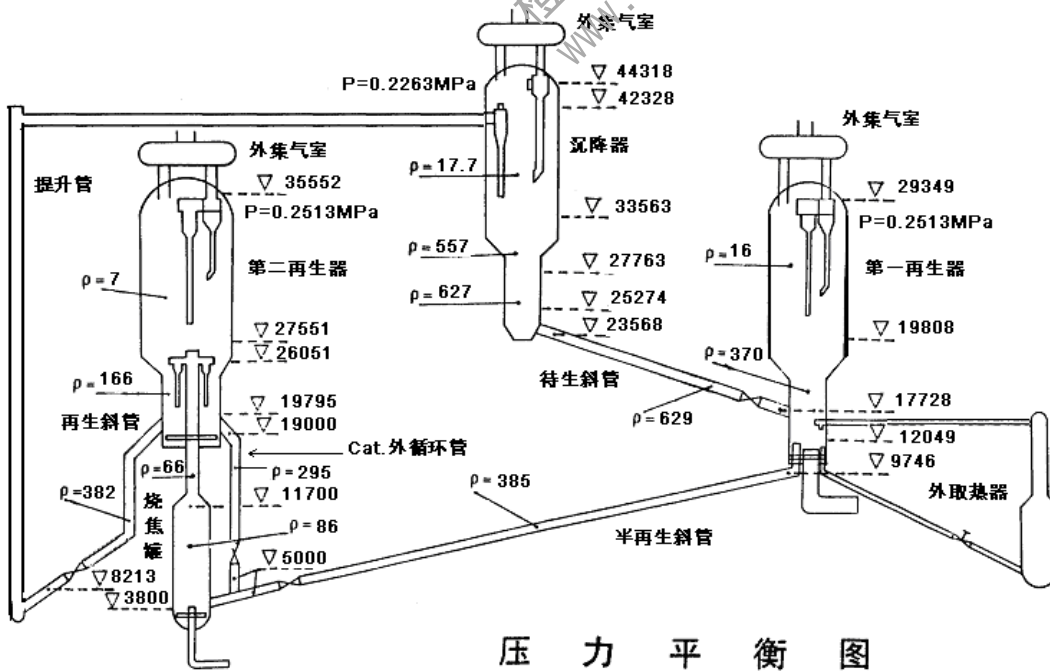 外集气室
44318
P=0.2263MPa
42328
沉降器
外集气室
外集气室
提升管
35552
ρ=17.7
29349
P=0.2513MPa
33563
P=0.2513MPa
ρ=557
ρ=16
第二再生器
27763
第一再生器
ρ=7
ρ=627
25274
27551
23568
19808
26051
ρ=370
ρ=166
待生斜管
19795
17728
再生斜管
19000
ρ=629
Cat.外循环管
12049
ρ=66
ρ=295
9746
ρ=382
烧焦罐
11700
ρ=385
外取热器
ρ=86
半再生斜管
5000
8213
3800
压力平衡图
www.